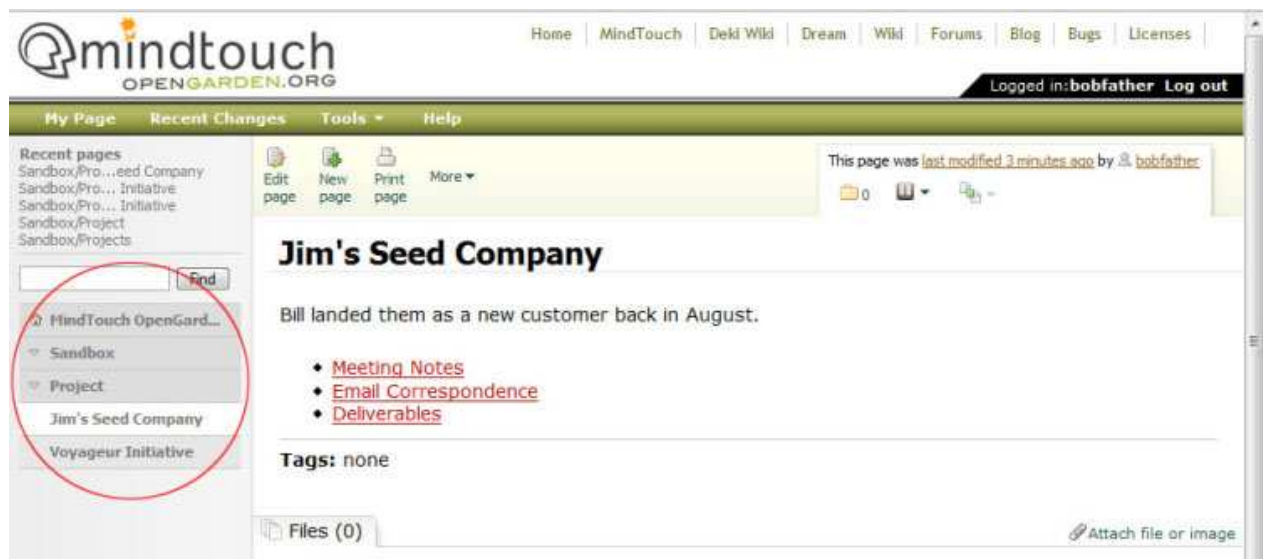 mindtouch
OPENGARDEN.ORG
Home MindTouch Deki Wiki Dream Wiki Forums Blog Bugs Licenses
Logged in:bobfather Log out
My Page Recent Changes Tools Help
Recent pages
Sandbox/Pro...eed Company
Sandbox/Pro... Initiative
Sandbox/Pro... Initiative
Sandbox/Project
Sandbox/Projects
Find
MindTouch OpenGard...
Sandbox
Project
Jim's Seed Company
Voyageur Initiative
Edit page
New page
Print page
More
This page was last modified 3 minutes ago by bobfather
0
Jim's Seed Company
Bill landed them as a new customer back in August.
Meeting Notes
Email Correspondence
Deliverables
Tags: none
Files (0)
Attach file or image